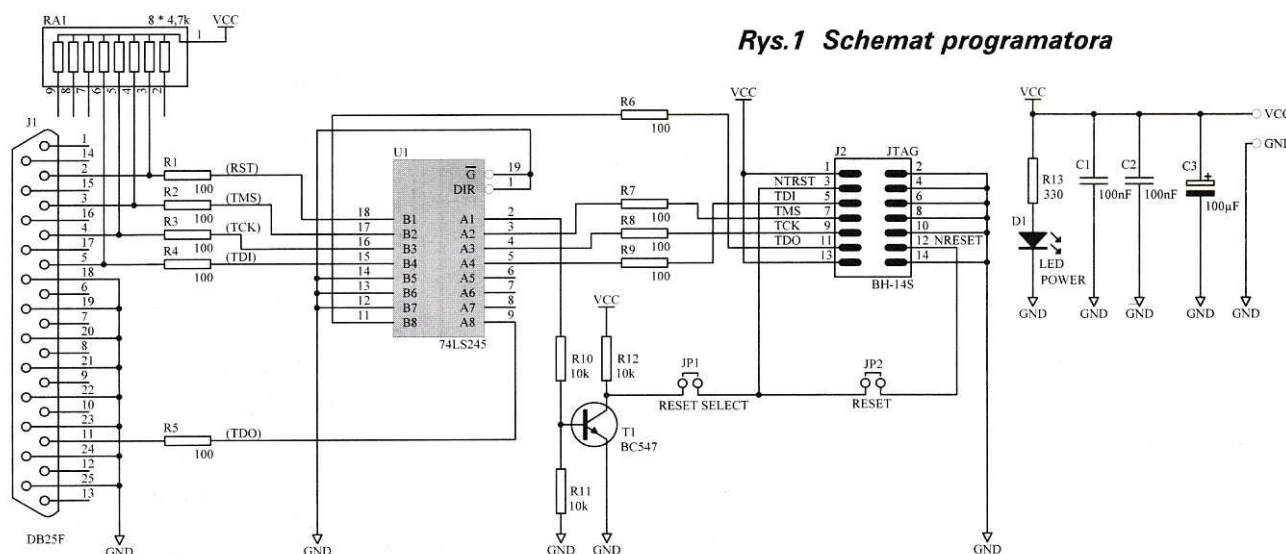 Rys.1 Schemat programatora
RA1 8 * 4,7k
1 VCC
9 8 7 6 5 4 3 2
J1
1
14
2
15
3
16
4
17
5
18
6
19
7
20
8
21
9
22
10
23
11
24
12
25
13
DB25F
GND
R1 (RST)
100
R2 (TMS)
100
R3 (TCK)
100
R4 (TDI)
100
R5 (TDO)
100
U1
G 19
DIR 1
18 B1 A1 2
17 B2 A2 3
16 B3 A3 4
15 B4 A4 5
14 B5 A5 6
13 B6 A6 7
12 B7 A7 8
11 B8 A8 9
74LS245
GND
R6
100
R7
100
R8
100
R9
100
R10
10k
VCC
R12
10k
T1
BC547
R11
10k
GND GND
JP1
RESET SELECT
JP2
RESET
VCC
J2 JTAG
1 2
NTRST 3 4
TDI 5 6
TMS 7 8
TCK 9 10
TDO 11 12 NRESET
13 14
BH-14S
GND
VCC
R13
330
D1
LED
POWER
GND
C1
100nF
GND
C2
100nF
GND
C3
+
100µF
GND
VCC
GND
GND